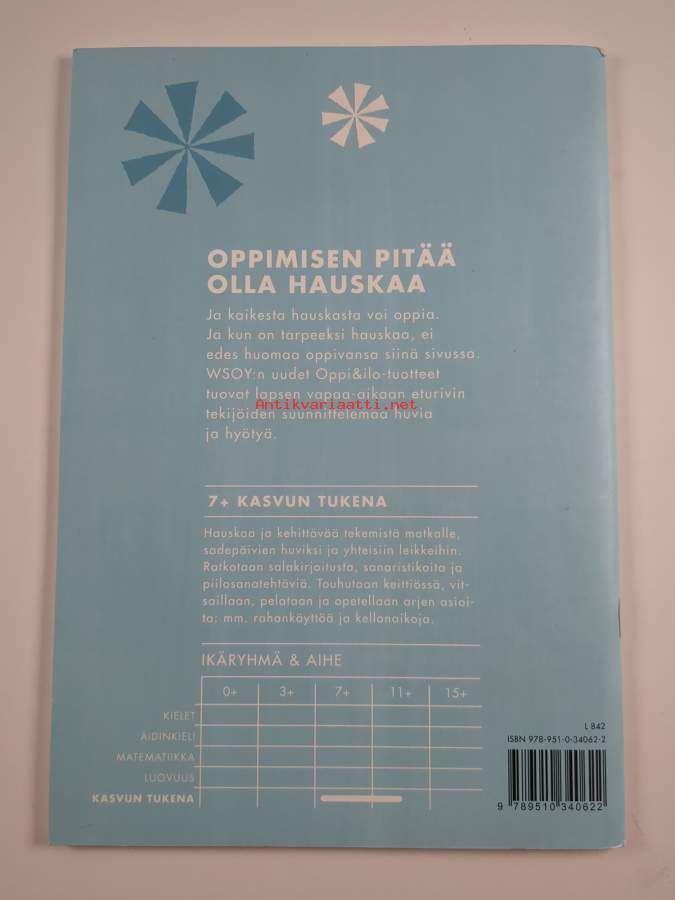 OPPIMISEN PITÄÄ
OLLA HAUSKAA
Ja kaikesta hauskasta voi oppia.
Ja kun on tarpeeksi hauskaa, ei
edes huomaa oppivansa siinä sivussa.
WSOY:n uudet Oppi&ilo-tuotteet
tuovat lapsen vapaa-aikaan eturivin
Antikvariaatti.net
tekijöiden suunnittelemaa huvia
ja hyötyä.
7+ KASVUN TUKENA
Hauskaa ja kehittävää tekemistä matkalle,
sadepäivien huviksi ja yhteisiin leikkeihin.
Ratkotaan salakirjoitusta, sanaristikoita ja
piilosanatehtäviä. Touhutaan keittiössä, vit-
saillaan, pelataan ja opetellaan arjen asioi-
ta; mm. rahankäyttöä ja kellonaikoja.
IKÄRYHMÄ & AIHE
0+ 3+ 7+ 11+ 15+
KIELET
ÄIDINKIELI
MATEMATIIKKA
LUOVUUS
KASVUN TUKENA
L 842
ISBN 978-951-0-34062-2
9 789510 340622